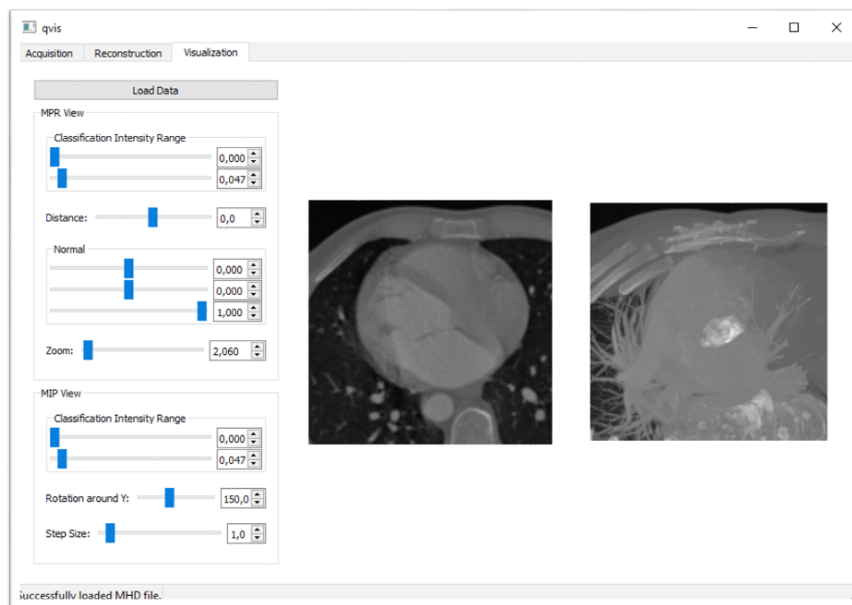 qvis
Acquisition Reconstruction Visualization
Load Data
MPR View
Classification Intensity Range
0,000
0,047
Distance: 0,0
Normal
0,000
0,000
1,000
Zoom: 2,060
MIP View
Classification Intensity Range
0,000
0,047
Rotation around Y: 150,0
Step Size: 1,0
Successfully loaded MHD file.